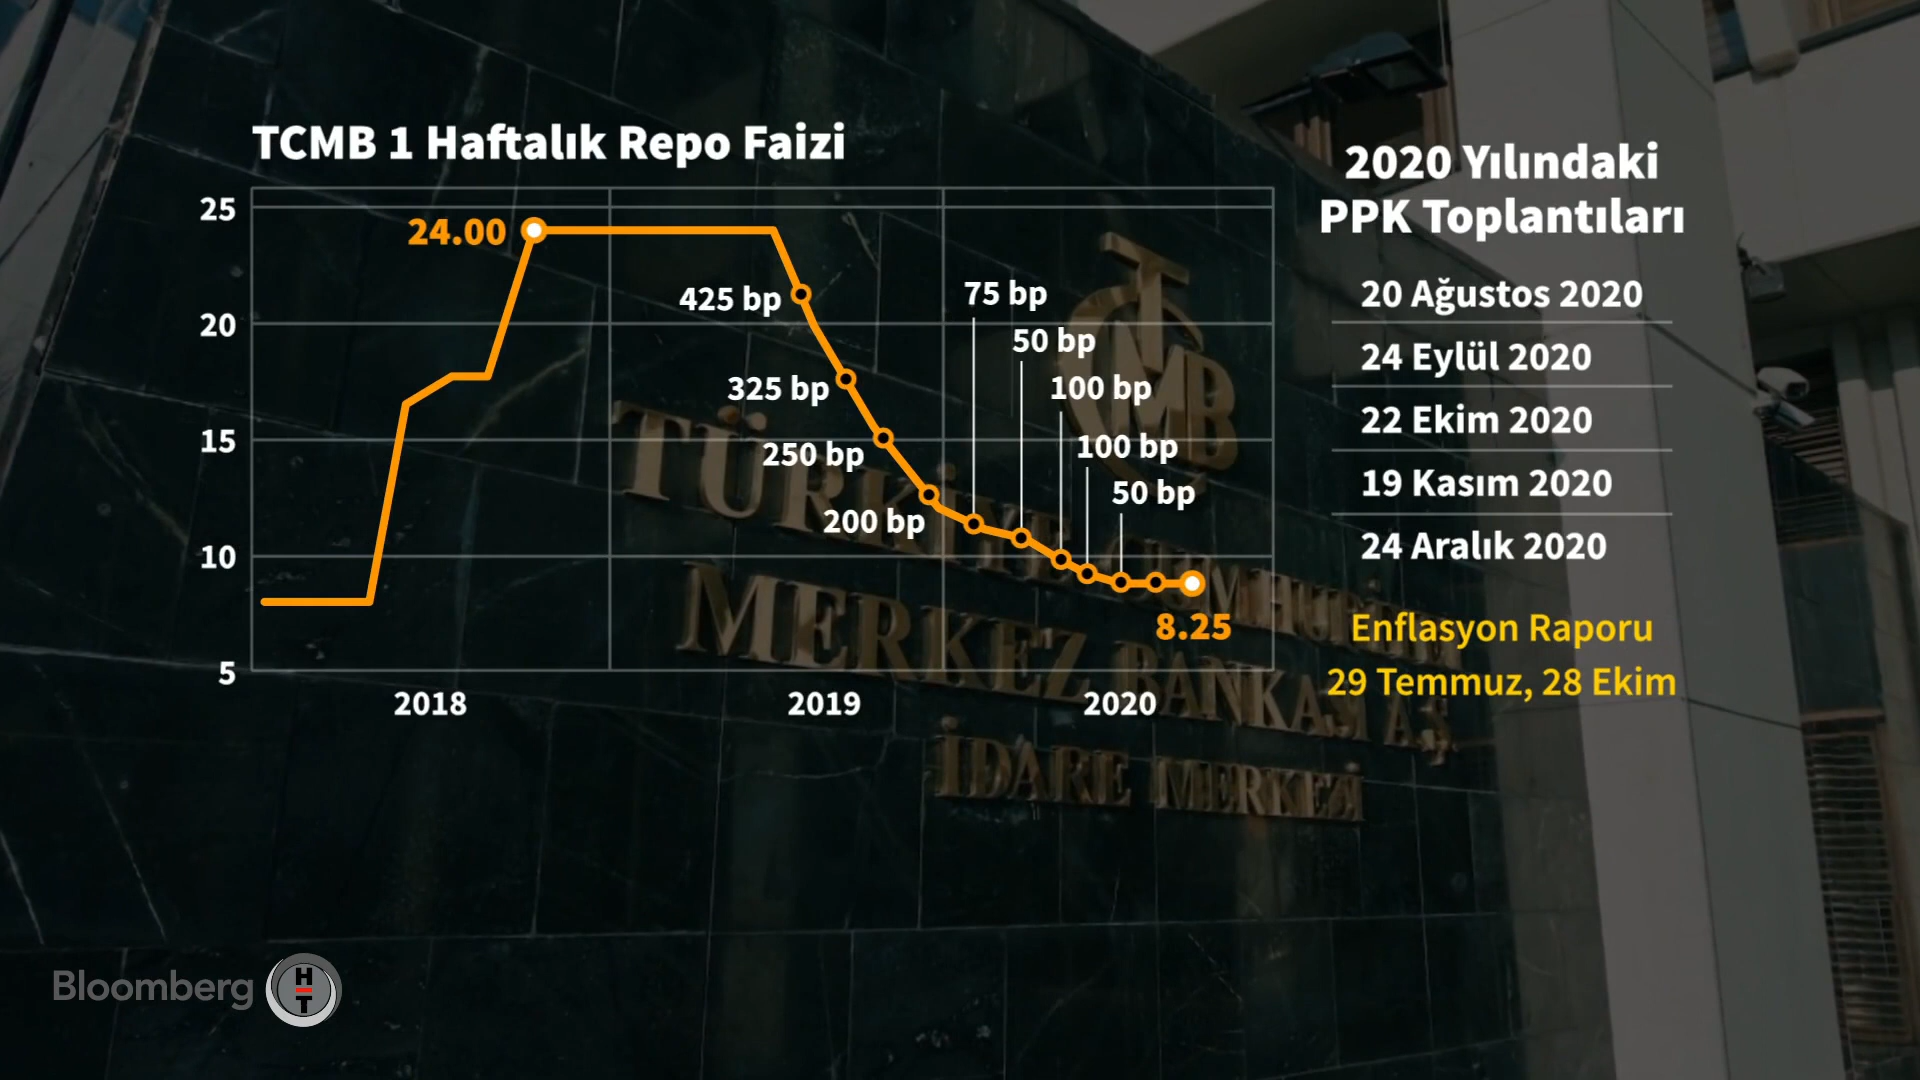 TCMB 1 Haftalık Repo Faizi
25
20
15
10
5
24.00
425 bp
325 bp
250 bp
200 bp
75 bp
50 bp
100 bp
100 bp
50 bp
8.25
2018
2019
2020
2020 Yılındaki
PPK Toplantıları
20 Ağustos 2020
24 Eylül 2020
22 Ekim 2020
19 Kasım 2020
24 Aralık 2020
Enflasyon Raporu
29 Temmuz, 28 Ekim
TCMB
TÜRKİYE CUMHURİYET
MERKEZ BANKASI A.Ş.
İDARE MERKEZİ
Bloomberg HT